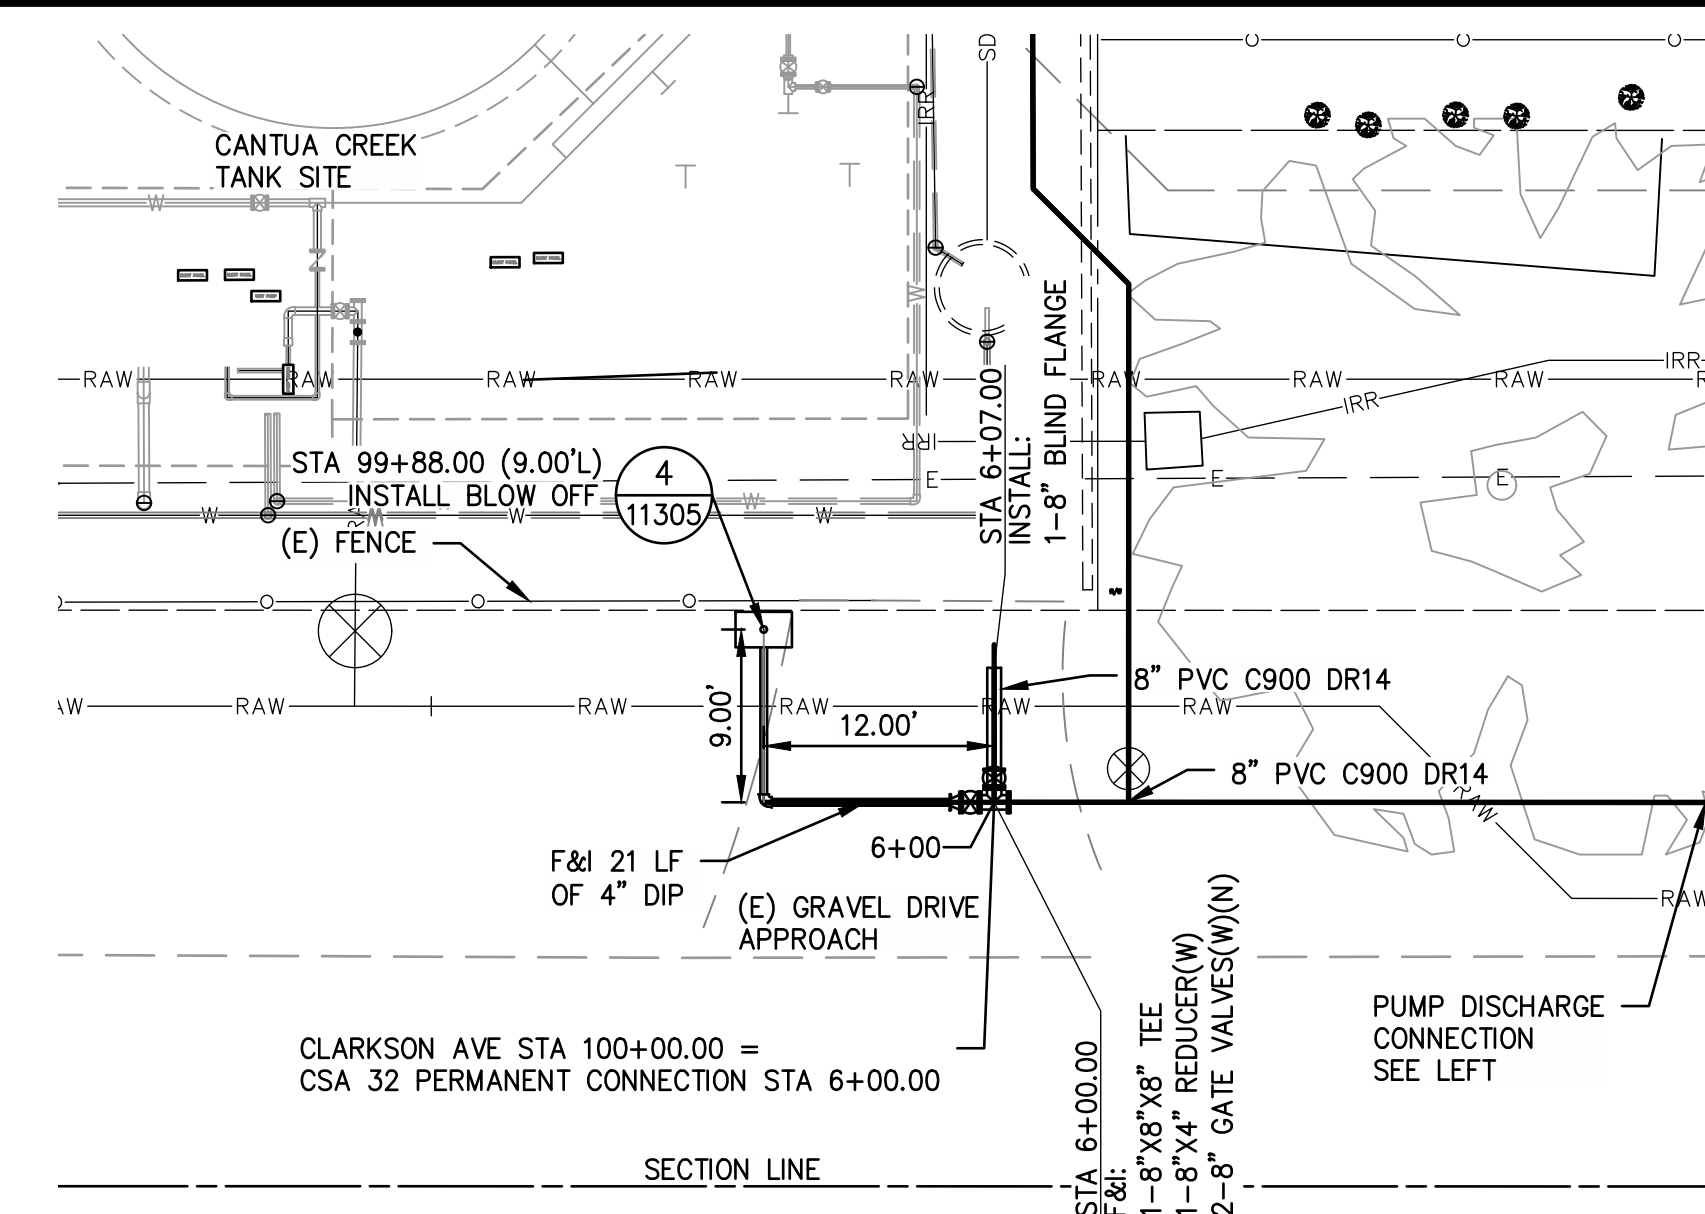 SD
C
C
C
IRR
CANTUA CREEK
TANK SITE
W
W
RAW
RAW
RAW
RAW
RAW
RAW
RAW
RAW
IRR
IRR
IRR
STA 6+07.00
INSTALL:
1-8" BLIND FLANGE
STA 99+88.00 (9.00'L)
INSTALL BLOW OFF
4
11305
E
E
E
W
W
W
W
W
(E) FENCE
O
O
O
8" PVC C900 DR14
AW
RAW
RAW
RAW
RAW
RAW
9.00'
12.00'
8" PVC C900 DR14
RAW
6+00
F&I 21 LF
OF 4" DIP
(E) GRAVEL DRIVE
APPROACH
RAW
PUMP DISCHARGE
CONNECTION
SEE LEFT
CLARKSON AVE STA 100+00.00 =
CSA 32 PERMANENT CONNECTION STA 6+00.00
STA 6+00.00
F&I:
1-8"X8"X8" TEE
1-8"X4" REDUCER(W)
2-8" GATE VALVES(W)(N)
SECTION LINE